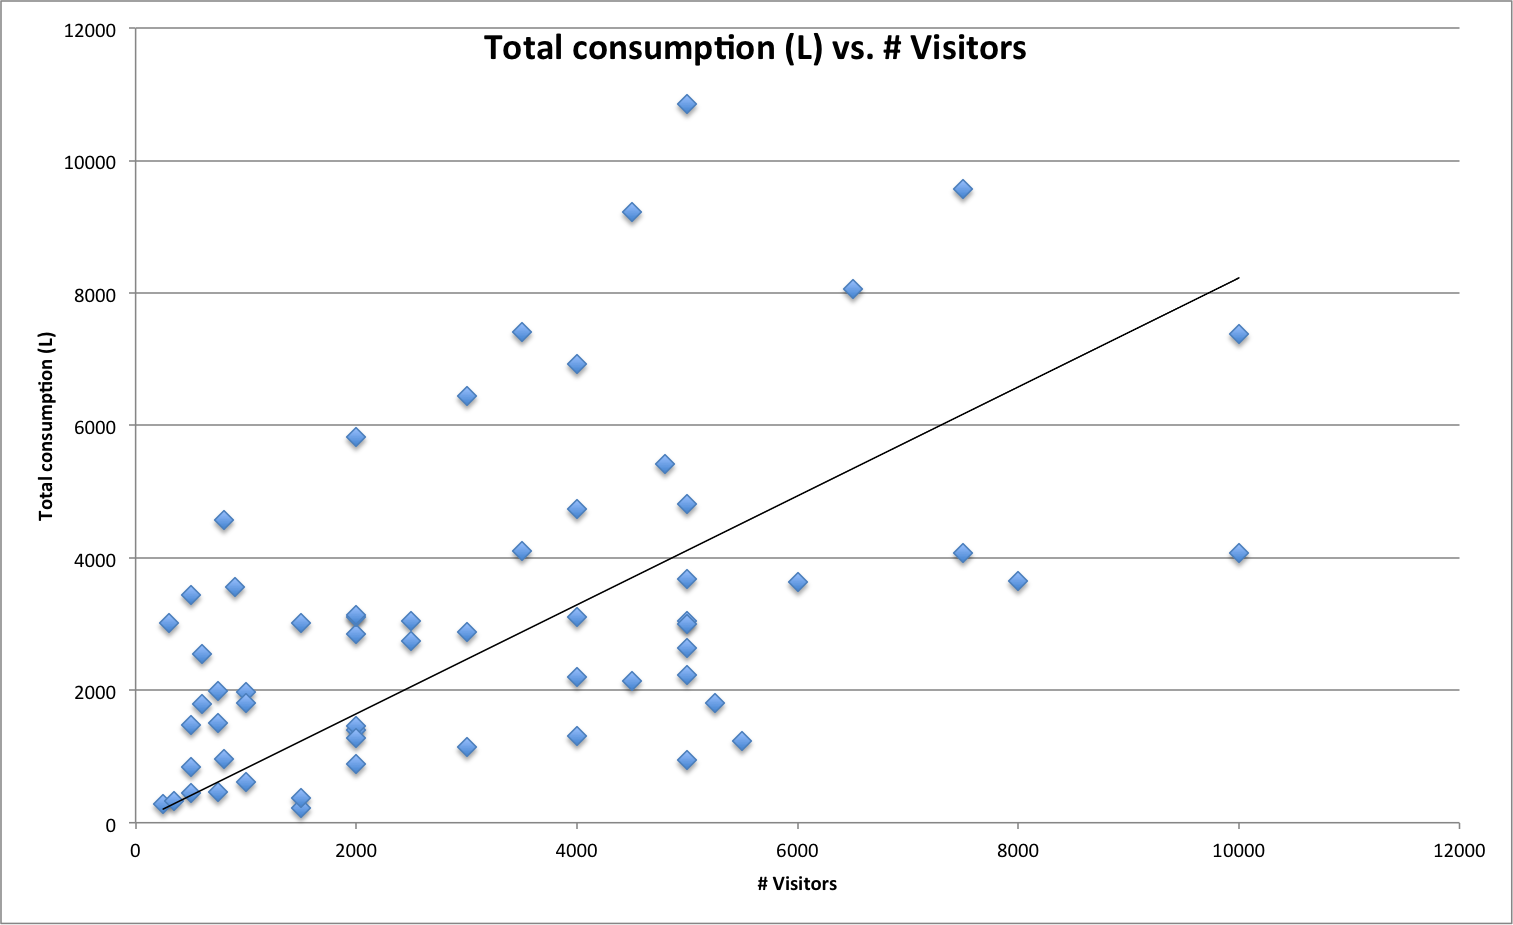 Total consumption (L) vs. # Visitors
12000
10000
8000
6000
4000
2000
0
Total consumption (L)
0 2000 4000 6000 8000 10000 12000
# Visitors